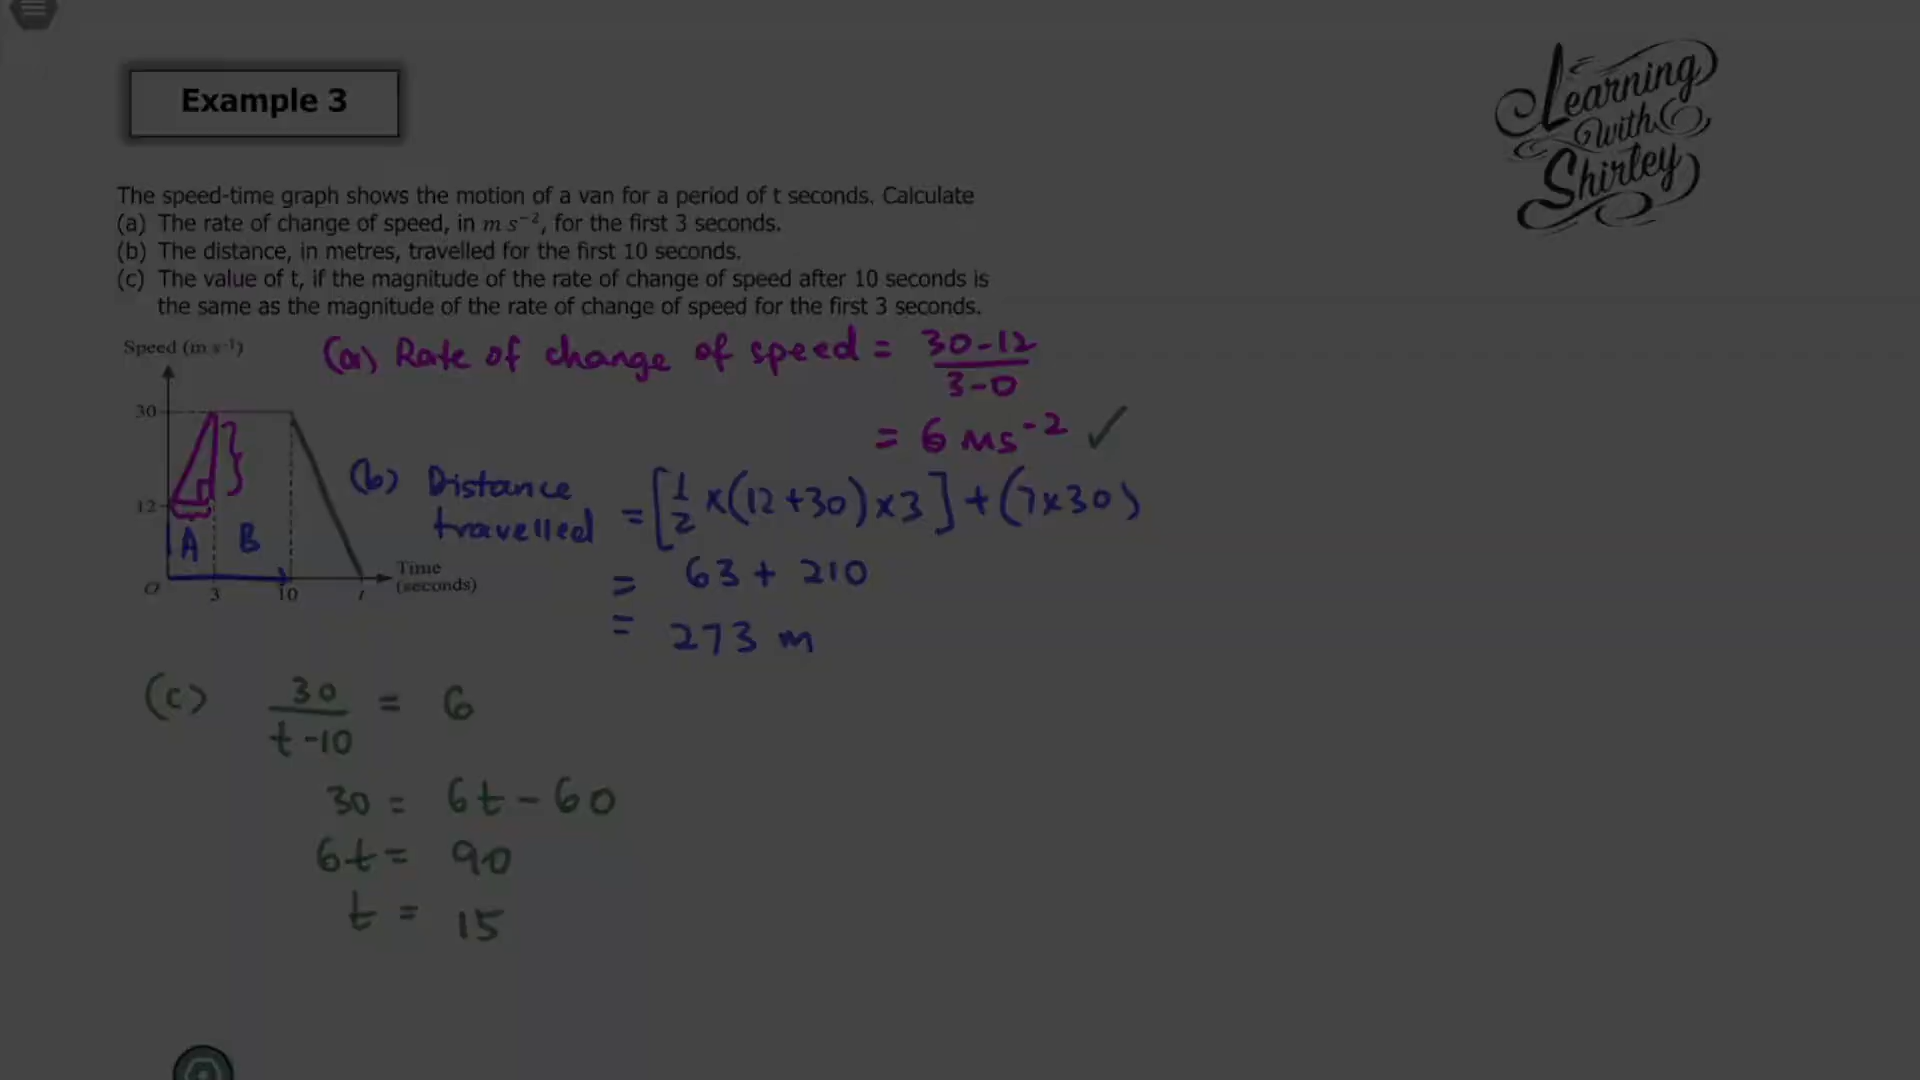 Example 3
Learning
With
Shirley
The speed-time graph shows the motion of a van for a period of t seconds. Calculate
(a) The rate of change of speed, in m s⁻², for the first 3 seconds.
(b) The distance, in metres, travelled for the first 10 seconds.
(c) The value of t, if the magnitude of the rate of change of speed after 10 seconds is
the same as the magnitude of the rate of change of speed for the first 3 seconds.
Speed (m s⁻¹)
30
12
A B
O 3 10 t
Time
(seconds)
(a) Rate of change of speed = 30-12 / 3-0
= 6 ms⁻² ✓
(b) Distance
travelled = [1/2 × (12+30) × 3] + (7×30)
= 63 + 210
= 273 m
(c) 30 / t-10 = 6
30 = 6t - 60
6t = 90
t = 15